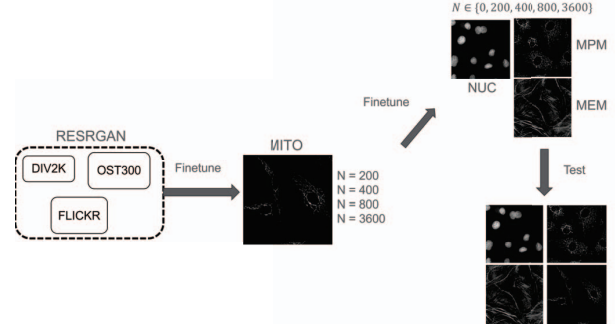 N ∈ {0, 200, 400, 800, 3600}
MPM
NUC
MEM
Finetune
RESRGAN
DIV2K
OST300
FLICKR
Finetune
MITO
N = 200
N = 400
N = 800
N = 3600
Test